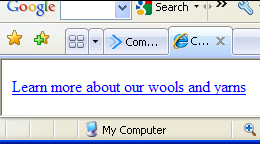 Google Search
Com... C...
Learn more about our wools and yarns
My Computer